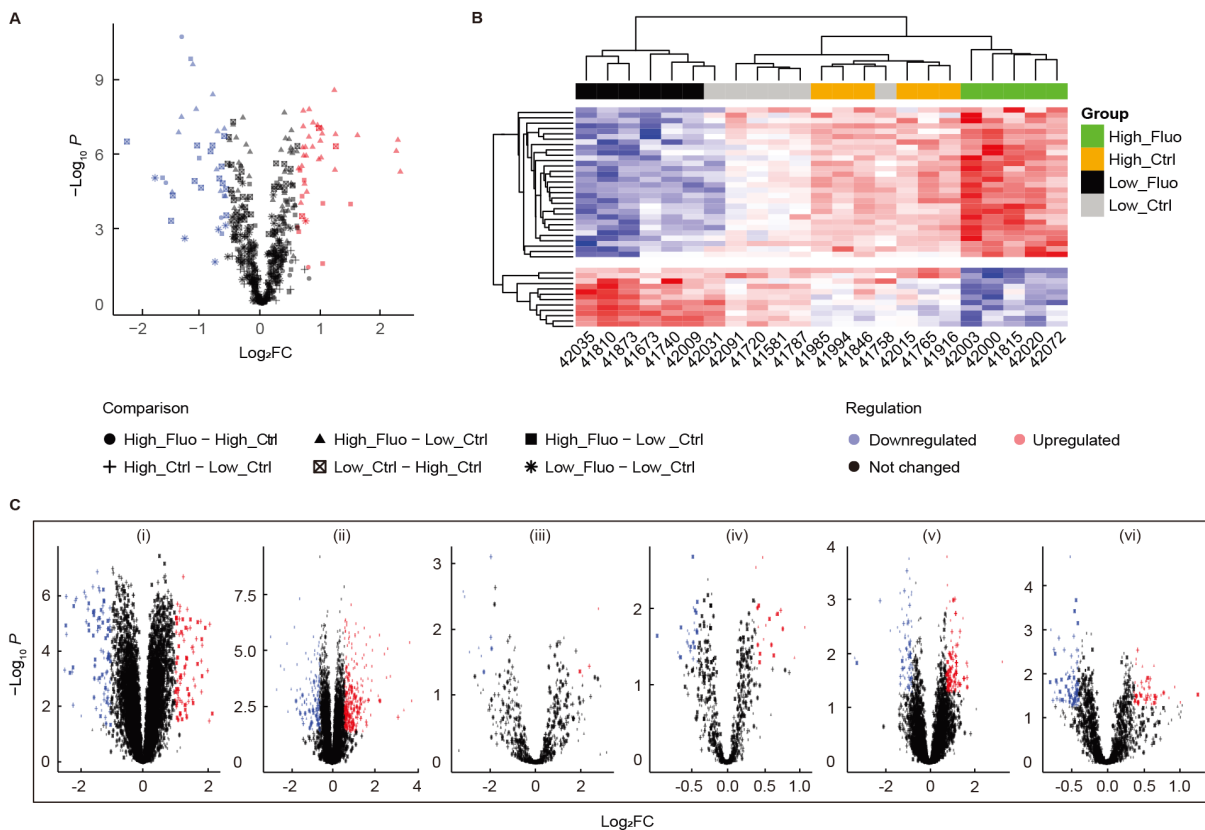 A
9
6
3
0
−Log₁₀ P
−2
−1
0
1
2
Log₂FC
B
42035
41810
41873
41673
41740
42009
42031
42091
41720
41581
41787
41985
41994
41846
41758
42015
41765
41916
42003
42000
41815
42020
42072
Group
High_Fluo
High_Ctrl
Low_Fluo
Low_Ctrl
Comparison
High_Fluo − High_Ctrl
High_Fluo − Low_Ctrl
High_Fluo − Low_Ctrl
High_Ctrl − Low_Ctrl
Low_Ctrl − High_Ctrl
Low_Fluo − Low_Ctrl
Regulation
Downregulated
Upregulated
Not changed
C
−Log₁₀ P
(i)
6
4
2
0
-2 0 2
(ii)
7.5
5.0
2.5
0
-2 0 2 4
(iii)
3
2
1
0
-2 0 2
(iv)
2
1
0
-0.5 0.0 0.5 1.0
(v)
4
3
2
1
0
-2 0 2
(vi)
4
3
2
1
0
-0.5 0.0 0.5 1.0
Log₂FC